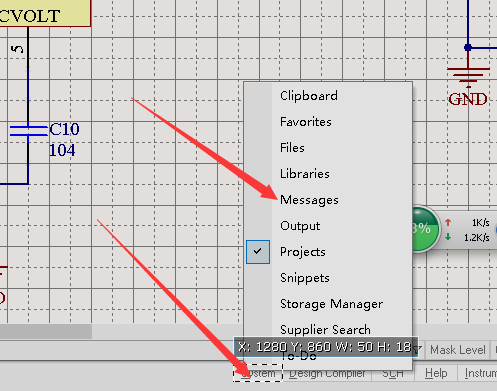 CVOLT
5
C10
104
GND
Clipboard
Favorites
Files
Libraries
Messages
Output
Projects
Snippets
Storage Manager
Supplier Search
To-Do
3%
1K/s
1.2K/s
X: 1280 Y: 860 W: 50 H: 18
Mask Level
System
Design Compiler
SCH
Help
Instrum